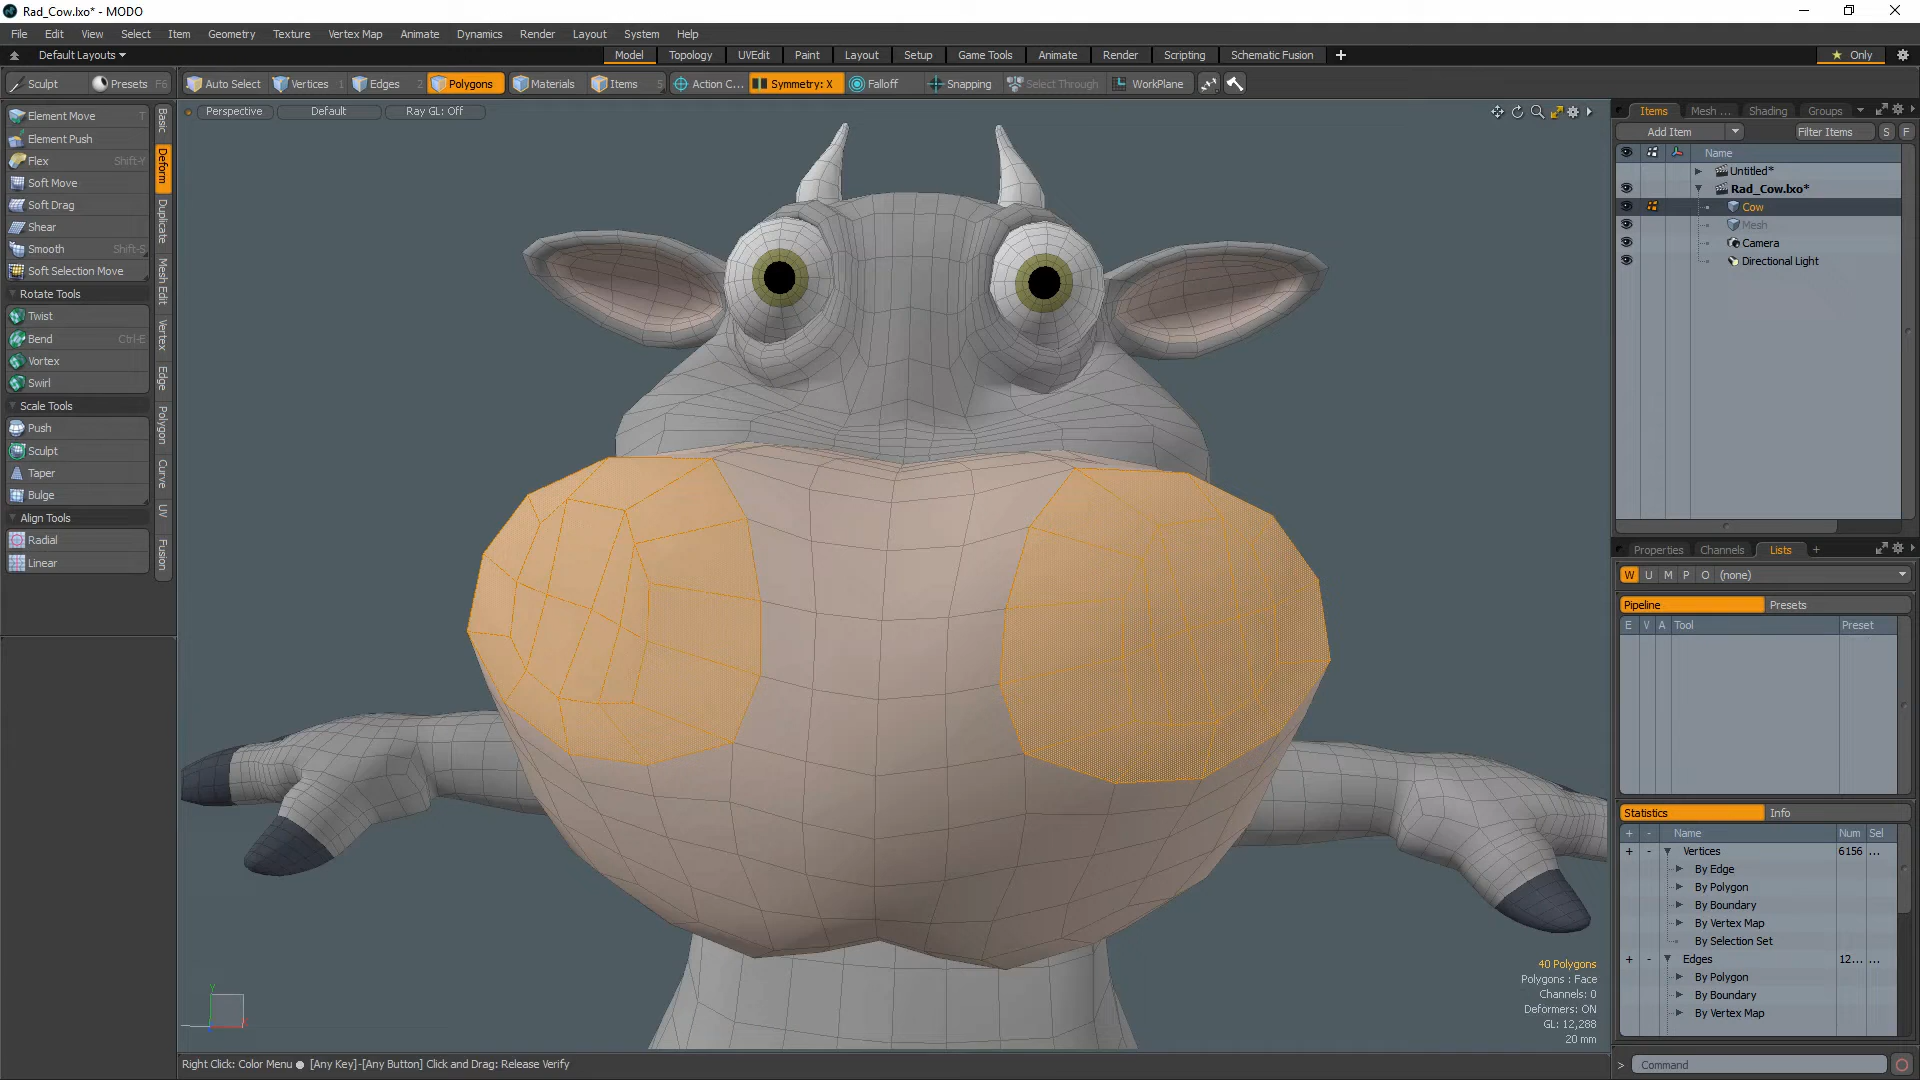 Rad_Cow.lxo* - MODO
File Edit View Select Item Geometry Texture Vertex Map Animate Dynamics Render Layout System Help
Default Layouts
Model Topology UVEdit Paint Layout Setup Game Tools Animate Render Scripting Schematic Fusion
Only
Sculpt Presets F6
Auto Select Vertices 1 Edges 2 Polygons Materials Items 5 Action C... Symmetry: X Falloff Snapping Select Through WorkPlane
Element Move T
Element Push
Flex Shift-Y
Soft Move
Soft Drag
Shear
Smooth Shift-S
Soft Selection Move
Rotate Tools
Twist
Bend Ctrl-E
Vortex
Swirl
Scale Tools
Push
Sculpt
Taper
Bulge
Align Tools
Radial
Linear
Basic
Deform
Duplicate
Mesh Edit
Vertex
Edge
Polygon
Curve
UV
Fusion
Perspective Default Ray GL: Off
40 Polygons
Polygons : Face
Channels: 0
Deformers: ON
GL: 12,288
20 mm
Y
X
Right Click: Color Menu ● [Any Key]-[Any Button] Click and Drag: Release Verify
Items Mesh ... Shading Groups
Add Item Filter Items S F
Name
Untitled*
Rad_Cow.lxo*
Cow
Mesh
Camera
Directional Light
Properties Channels Lists +
W U M P O (none)
Pipeline Presets
E V A Tool Preset
Statistics Info
+ - Name Num Sel
+ - Vertices 6156 ...
By Edge
By Polygon
By Boundary
By Vertex Map
By Selection Set
+ - Edges 12... ...
By Polygon
By Boundary
By Vertex Map
> Command